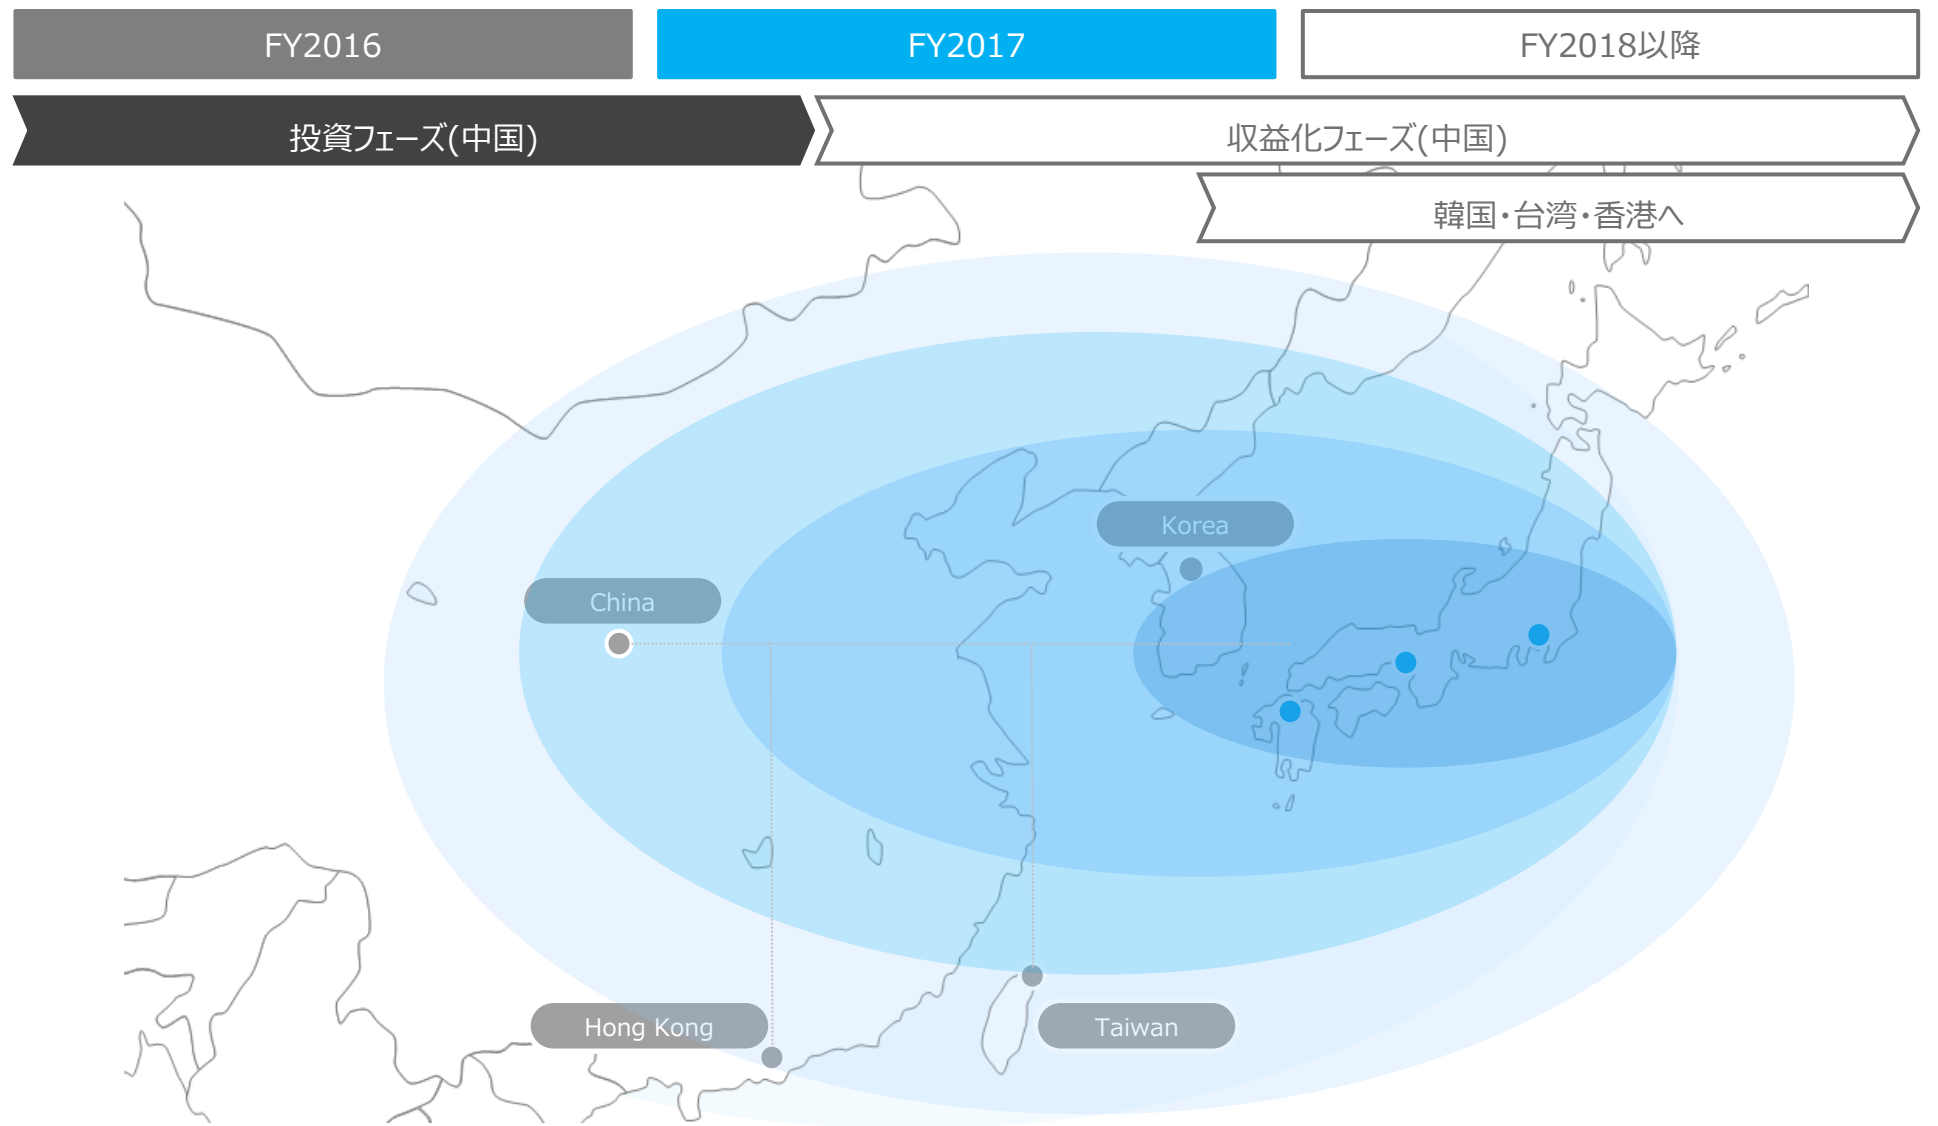 FY2016
FY2017
FY2018以降
投資フェーズ(中国)
収益化フェーズ(中国)
韓国・台湾・香港へ
Korea
China
Hong Kong
Taiwan